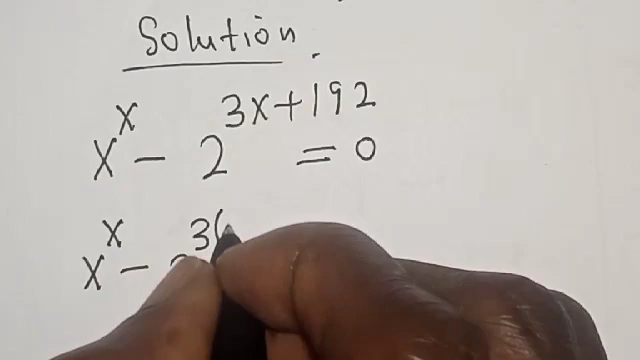 Solution.
x^x - 2^(3x+192) = 0
x^x - 2^3(